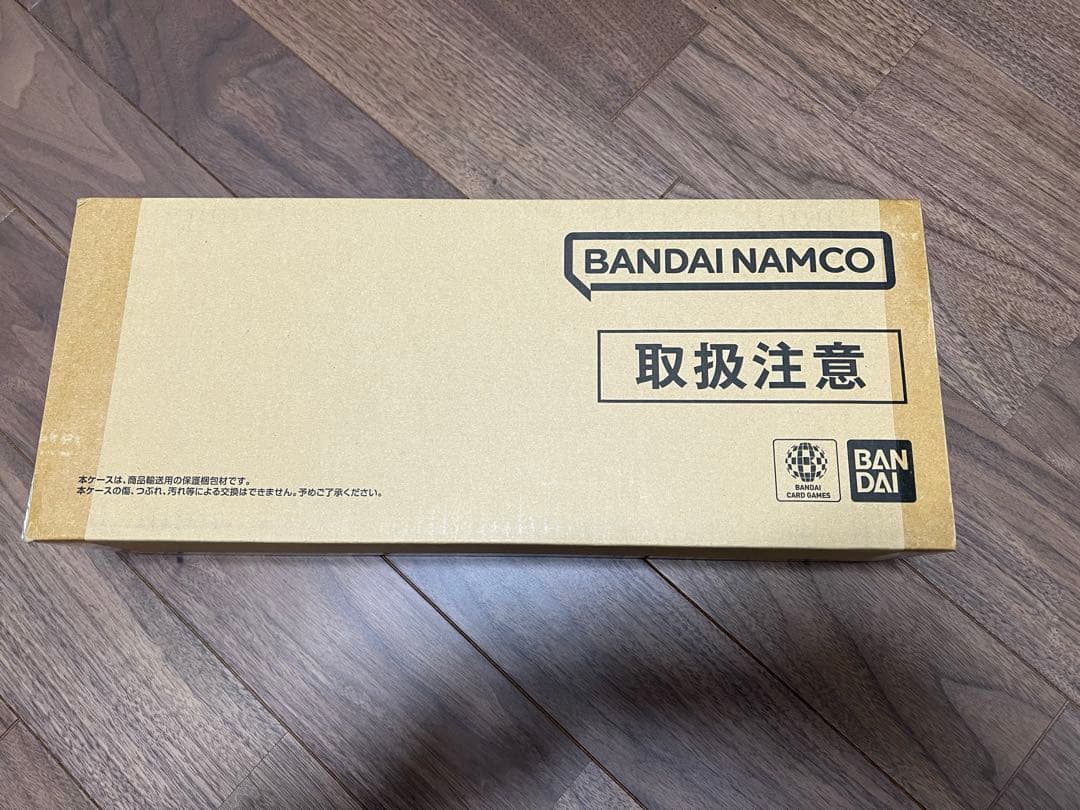 BANDAI NAMCO
取扱注意
BANDAI
CARD GAMES
BAN
DAI
本ケースは、商品輸送用の保護梱包材です。
本ケースの傷、つぶれ、汚れ等による交換はできません。予めご了承ください。